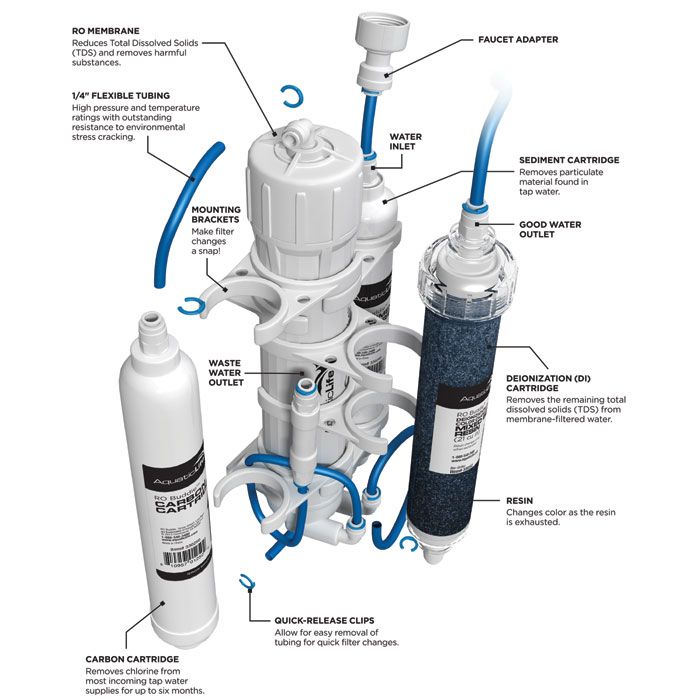 RO MEMBRANE
Reduces Total Dissolved Solids
(TDS) and removes harmful
substances.
1/4" FLEXIBLE TUBING
High pressure and temperature
ratings with outstanding
resistance to environmental
stress cracking.
MOUNTING
BRACKETS
Make filter
changes
a snap!
FAUCET ADAPTER
WATER
INLET
SEDIMENT CARTRIDGE
Removes particulate
material found in
tap water.
GOOD WATER
OUTLET
WASTE
WATER
OUTLET
DEIONIZATION (DI)
CARTRIDGE
Removes the remaining total
dissolved solids (TDS) from
membrane-filtered water.
RESIN
Changes color as the resin
is exhausted.
QUICK-RELEASE CLIPS
Allow for easy removal of
tubing for quick filter changes.
CARBON CARTRIDGE
Removes chlorine from
most incoming tap water
supplies for up to six months.